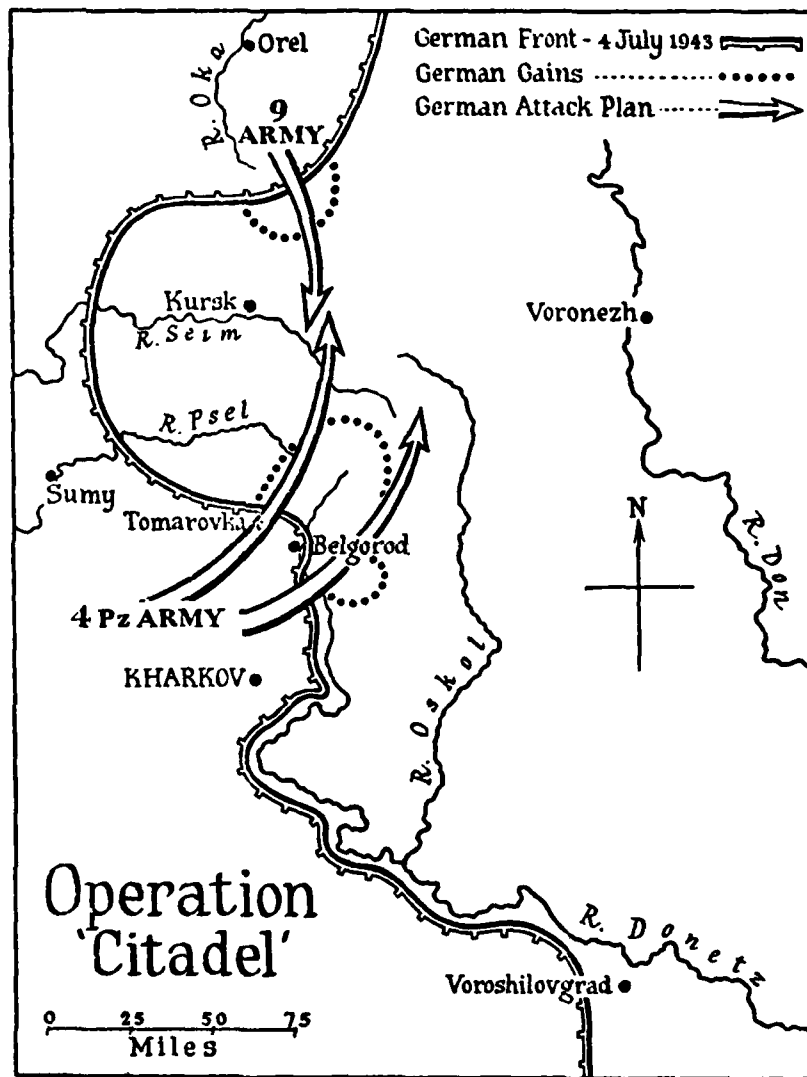 German Front - 4 July 1943
German Gains
German Attack Plan
Orel
R. Oka
9
ARMY
Kursk
R. Seim
Voronezh
R. Psel
Sumy
Tomarovka
Belgorod
N
R. Don
4 Pz ARMY
KHARKOV
R. Oskol
Operation
'Citadel'
R. Donetz
Voroshilovgrad
0 25 50 75
Miles